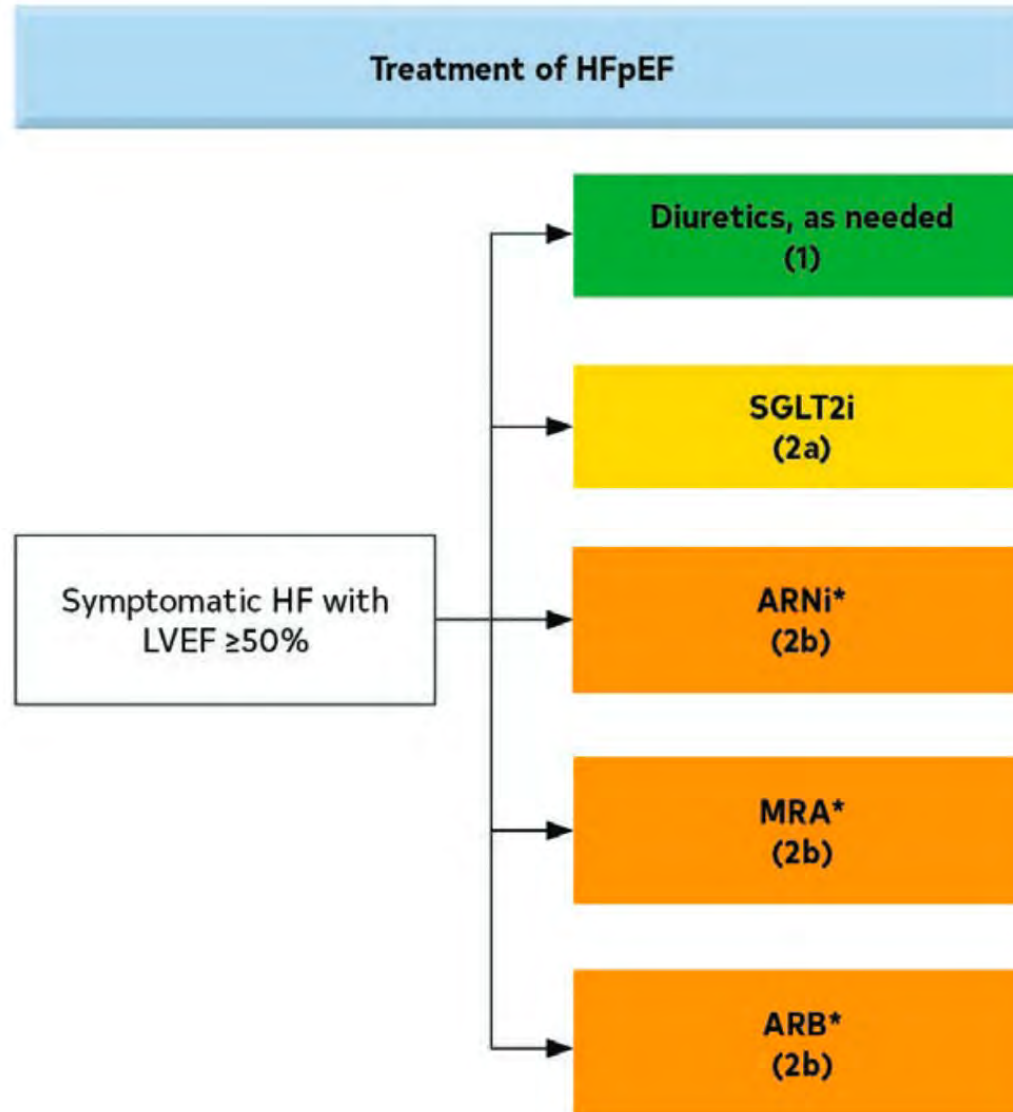 Treatment of HFpEF
Diuretics, as needed
(1)
SGLT2i
(2a)
Symptomatic HF with
LVEF ≥50%
ARNi*
(2b)
MRA*
(2b)
ARB*
(2b)